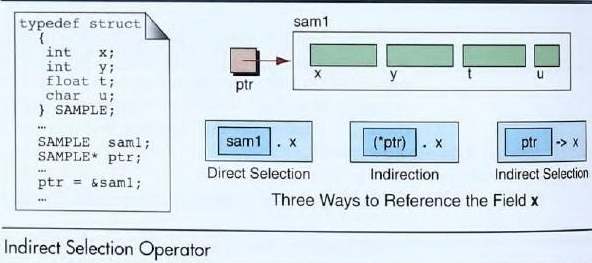 typedef struct
{
int x;
int y;
float t;
char u;
} SAMPLE;
...
SAMPLE sam1;
SAMPLE* ptr;
...
ptr = &sam1;
...
sam1
ptr
x y t u
sam1 . x (*ptr) . x ptr -> x
Direct Selection Indirection Indirect Selection
Three Ways to Reference the Field x
Indirect Selection Operator